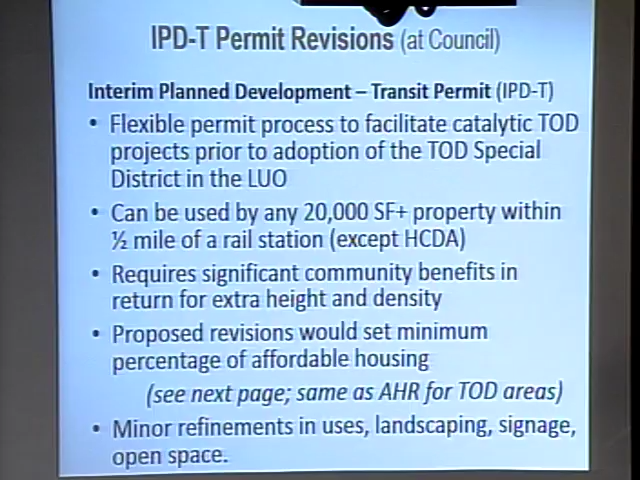 IPD-T Permit Revisions (at Council)
Interim Planned Development – Transit Permit (IPD-T)
• Flexible permit process to facilitate catalytic TOD
projects prior to adoption of the TOD Special
District in the LUO
• Can be used by any 20,000 SF+ property within
½ mile of a rail station (except HCDA)
• Requires significant community benefits in
return for extra height and density
• Proposed revisions would set minimum
percentage of affordable housing
(see next page; same as AHR for TOD areas)
• Minor refinements in uses, landscaping, signage,
open space.